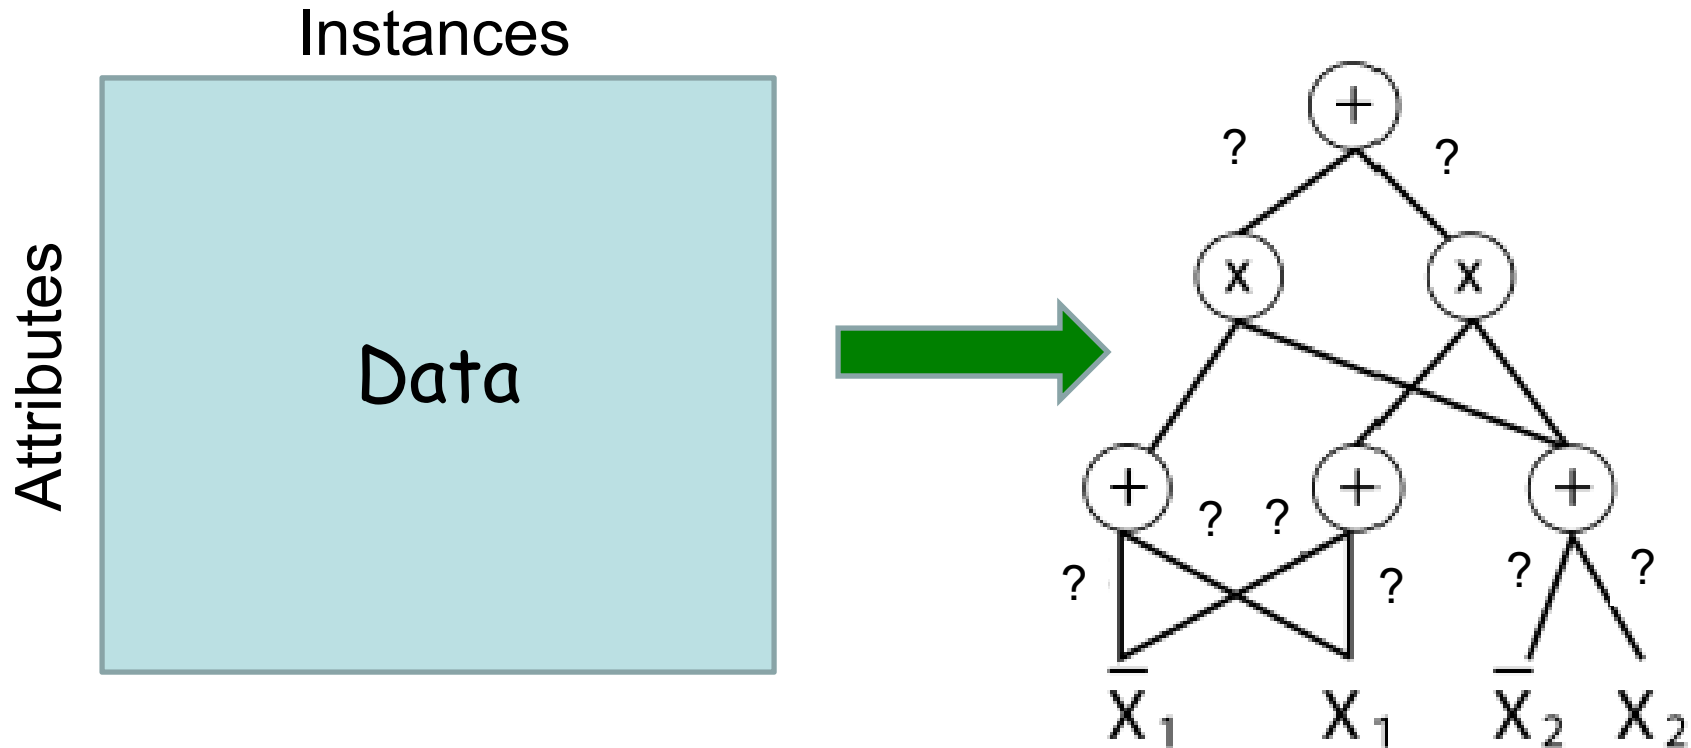 Instances
Attributes
Data
+
? ?
x x
+ + +
? ?
? ? ? ?
X̅₁ X₁ X̅₂ X₂